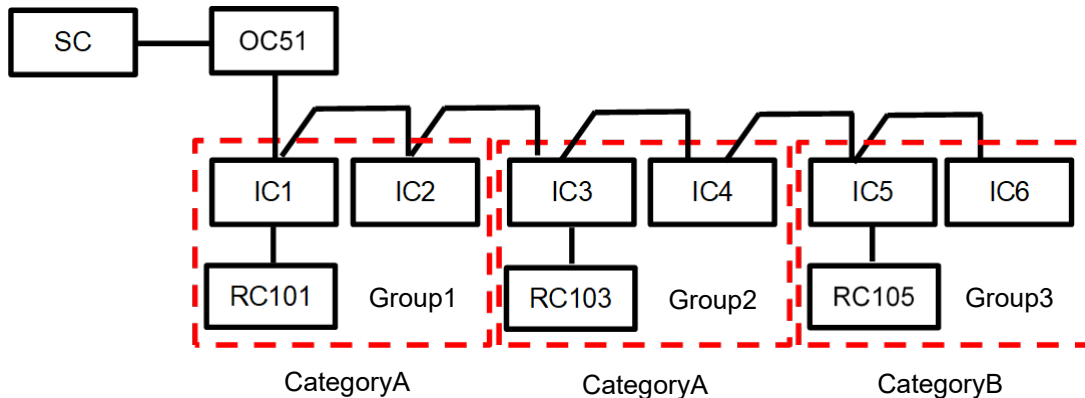 SC
OC51
IC1
IC2
IC3
IC4
IC5
IC6
RC101
Group1
RC103
Group2
RC105
Group3
CategoryA
CategoryA
CategoryB